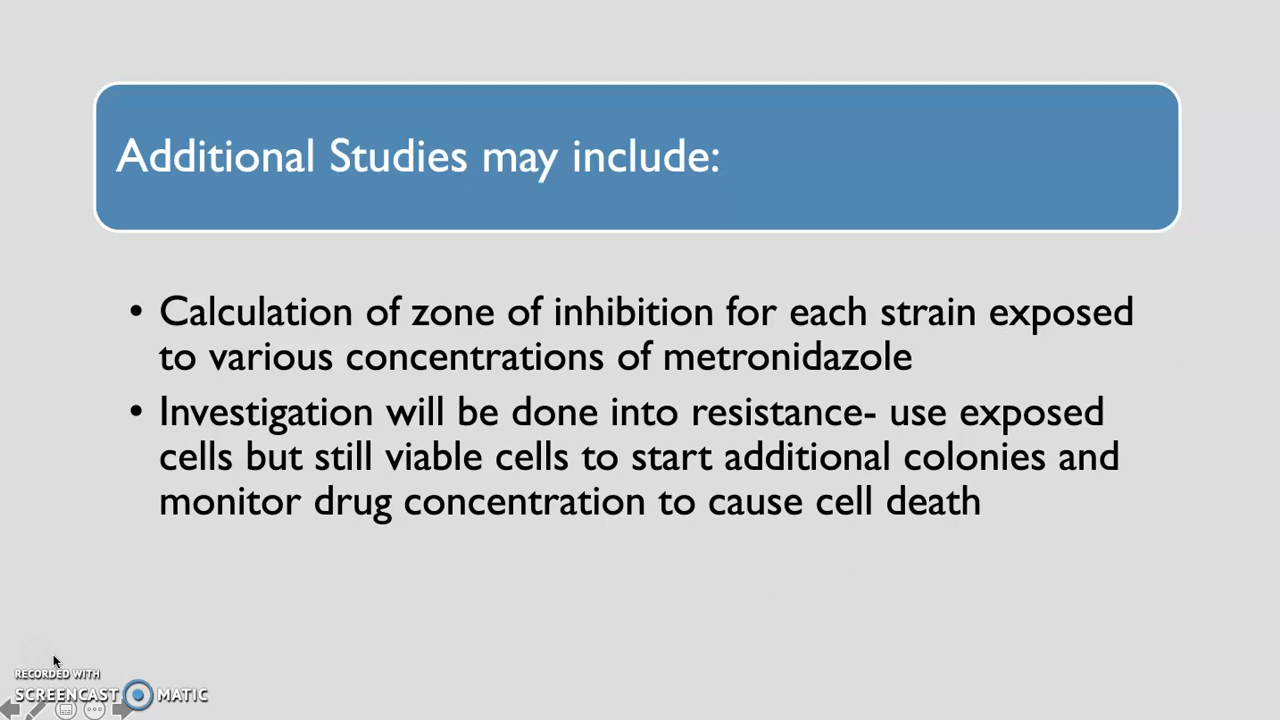 Additional Studies may include:
• Calculation of zone of inhibition for each strain exposed
to various concentrations of metronidazole
• Investigation will be done into resistance- use exposed
cells but still viable cells to start additional colonies and
monitor drug concentration to cause cell death
RECORDED WITH
SCREENCAST MATIC